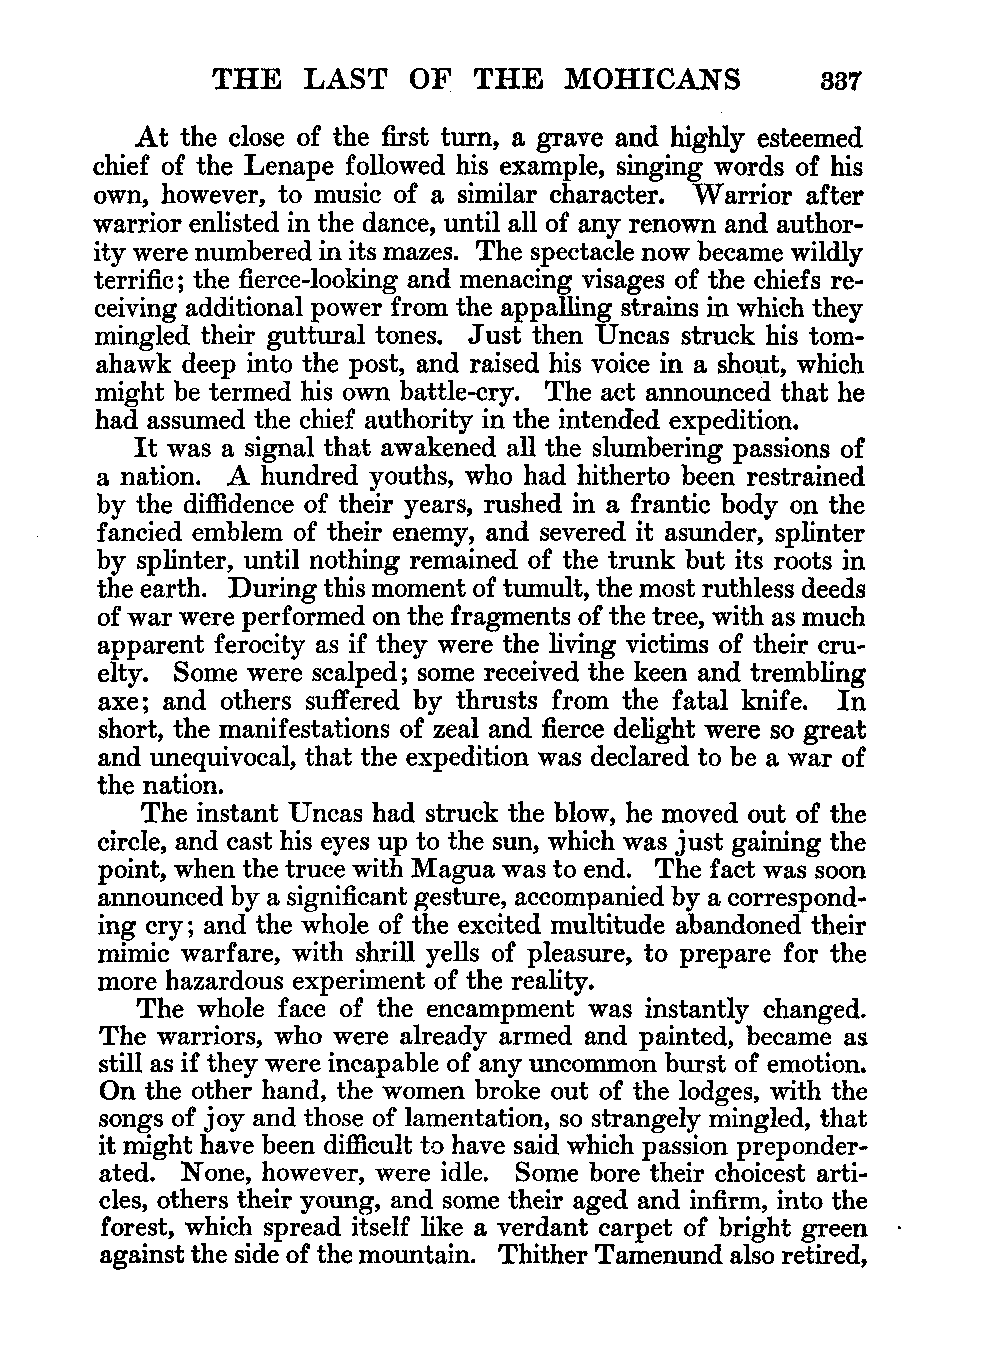 THE LAST OF THE MOHICANS 337
At the close of the first turn, a grave and highly esteemed
chief of the Lenape followed his example, singing words of his
own, however, to music of a similar character. Warrior after
warrior enlisted in the dance, until all of any renown and author-
ity were numbered in its mazes. The spectacle now became wildly
terrific; the fierce-looking and menacing visages of the chiefs re-
ceiving additional power from the appalling strains in which they
mingled their guttural tones. Just then Uncas struck his tom-
ahawk deep into the post, and raised his voice in a shout, which
might be termed his own battle-cry. The act announced that he
had assumed the chief authority in the intended expedition.
It was a signal that awakened all the slumbering passions of
a nation. A hundred youths, who had hitherto been restrained
by the diffidence of their years, rushed in a frantic body on the
fancied emblem of their enemy, and severed it asunder, splinter
by splinter, until nothing remained of the trunk but its roots in
the earth. During this moment of tumult, the most ruthless deeds
of war were performed on the fragments of the tree, with as much
apparent ferocity as if they were the living victims of their cru-
elty. Some were scalped; some received the keen and trembling
axe; and others suffered by thrusts from the fatal knife. In
short, the manifestations of zeal and fierce delight were so great
and unequivocal, that the expedition was declared to be a war of
the nation.
The instant Uncas had struck the blow, he moved out of the
circle, and cast his eyes up to the sun, which was just gaining the
point, when the truce with Magua was to end. The fact was soon
announced by a significant gesture, accompanied by a correspond-
ing cry; and the whole of the excited multitude abandoned their
mimic warfare, with shrill yells of pleasure, to prepare for the
more hazardous experiment of the reality.
The whole face of the encampment was instantly changed.
The warriors, who were already armed and painted, became as
still as if they were incapable of any uncommon burst of emotion.
On the other hand, the women broke out of the lodges, with the
songs of joy and those of lamentation, so strangely mingled, that
it might have been difficult to have said which passion preponder-
ated. None, however, were idle. Some bore their choicest arti-
cles, others their young, and some their aged and infirm, into the
forest, which spread itself like a verdant carpet of bright green
against the side of the mountain. Thither Tamenund also retired,